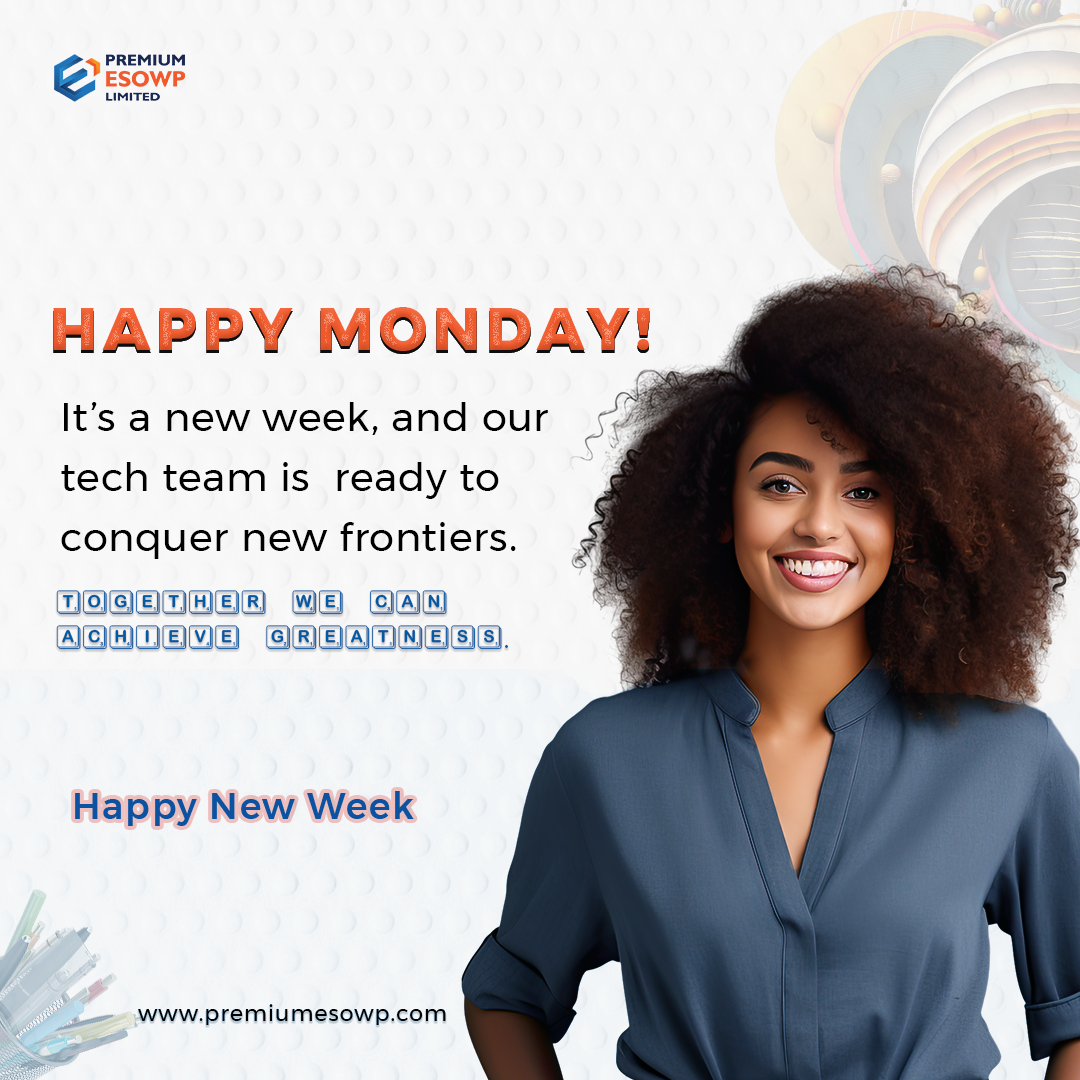 PREMIUM
ESOWP
LIMITED
HAPPY MONDAY!
It’s a new week, and our
tech team is  ready to
conquer new frontiers.
TOGETHER WE CAN
ACHIEVE GREATNESS.
Happy New Week
www.premiumesowp.com